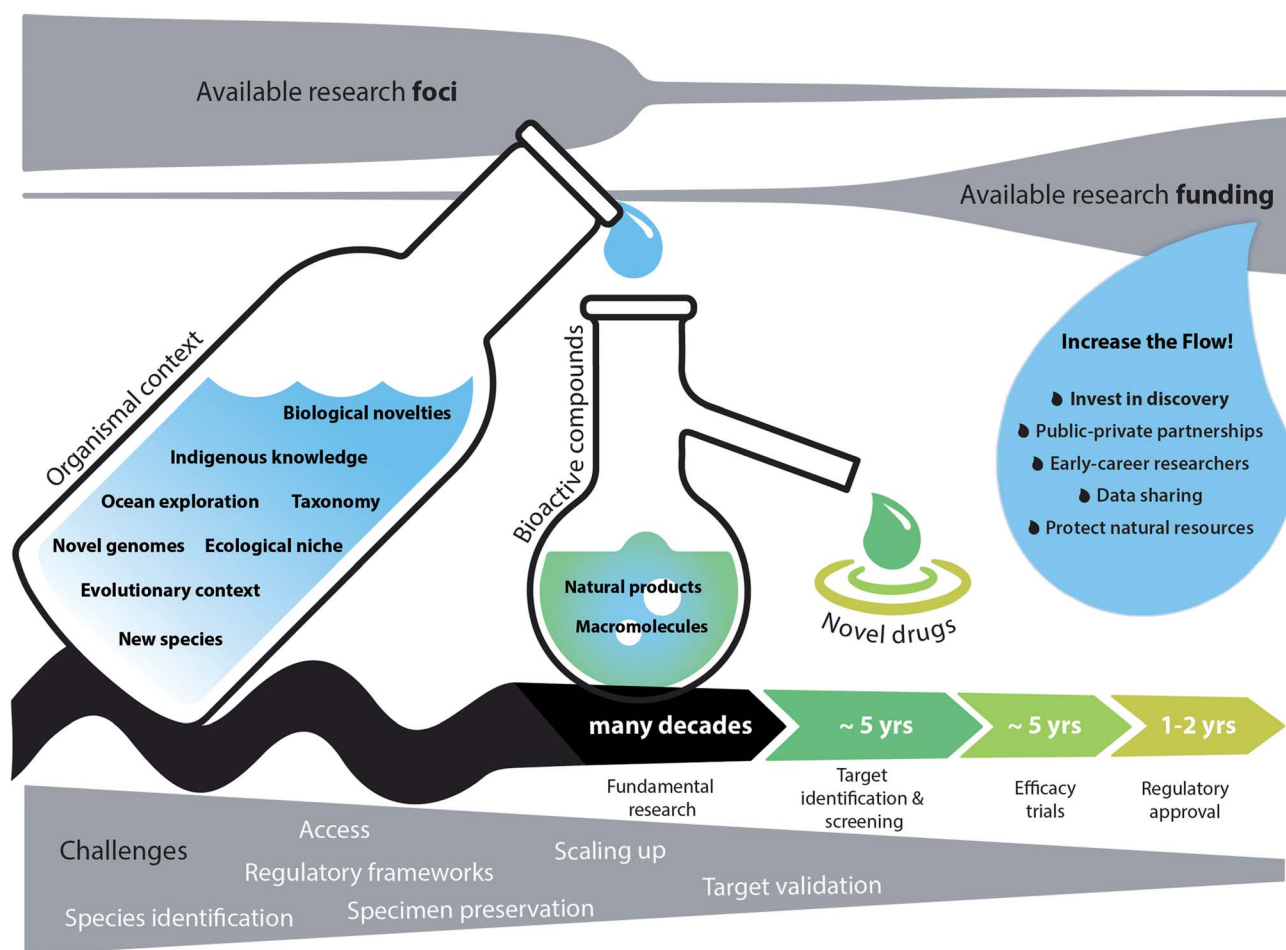 Available research foci
Available research funding
Organismal context
Biological novelties
Indigenous knowledge
Ocean exploration Taxonomy
Novel genomes Ecological niche
Evolutionary context
New species
Bioactive compounds
Natural products
Macromolecules
Novel drugs
Increase the Flow!
Invest in discovery
Public-private partnerships
Early-career researchers
Data sharing
Protect natural resources
many decades
~ 5 yrs
~ 5 yrs
1-2 yrs
Fundamental
research
Target
identification &
screening
Efficacy
trials
Regulatory
approval
Challenges
Access
Regulatory frameworks
Species identification
Specimen preservation
Scaling up
Target validation